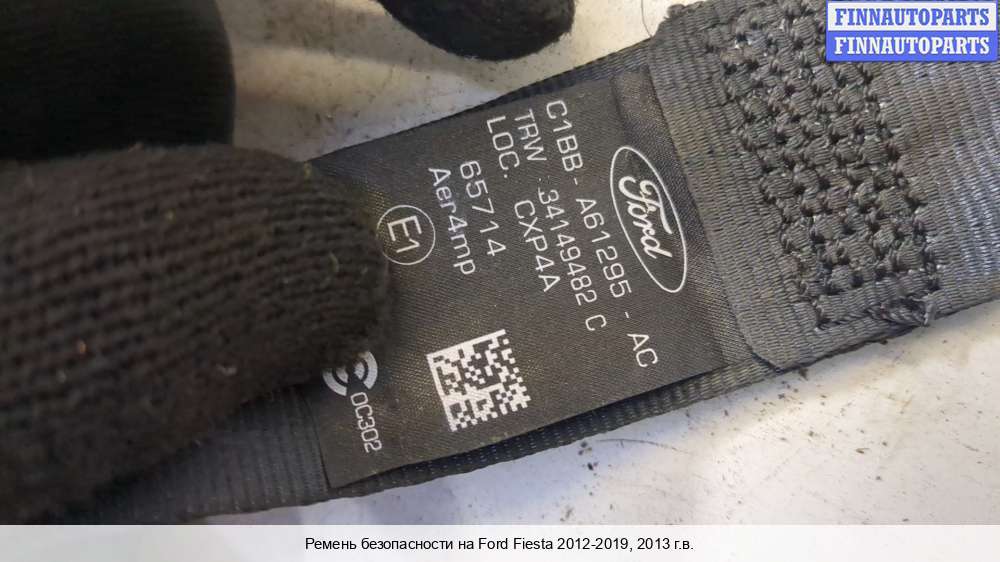 FINNAUTOPARTS
FINNAUTOPARTS
Ford
C1BB - A61295 - AC
TRW : 34149482 C
LOC. CXP4A
65714
Aer4mp
E1
OC302
Ремень безопасности на Ford Fiesta 2012-2019, 2013 г.в.